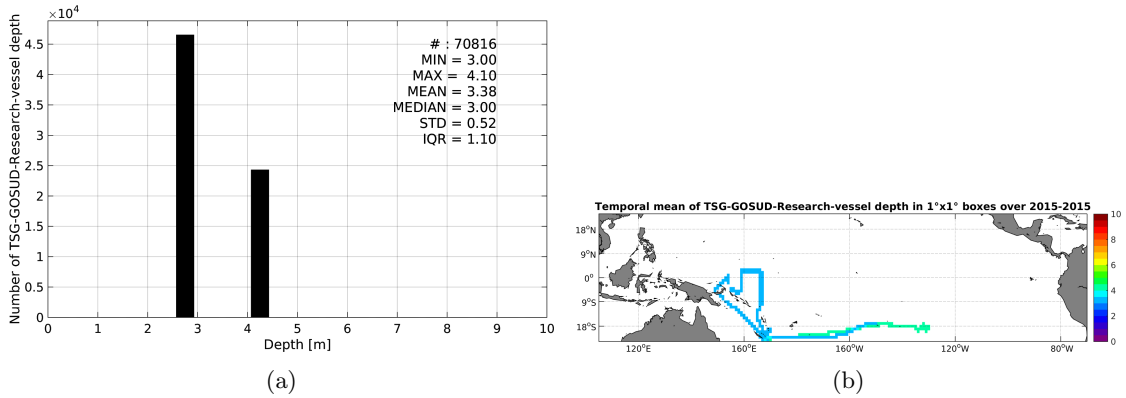 ×10⁴
Number of TSG-GOSUD-Research-vessel depth
4.5
4
3.5
3
2.5
2
1.5
1
0.5
0
# : 70816
MIN = 3.00
MAX = 4.10
MEAN = 3.38
MEDIAN = 3.00
STD = 0.52
IQR = 1.10
0 1 2 3 4 5 6 7 8 9 10
Depth [m]
(a)
Temporal mean of TSG-GOSUD-Research-vessel depth in 1°x1° boxes over 2015-2015
18°N
9°N
0°
9°S
18°S
120°E 160°E 160°W 120°W 80°W
10
8
6
4
2
0
(b)